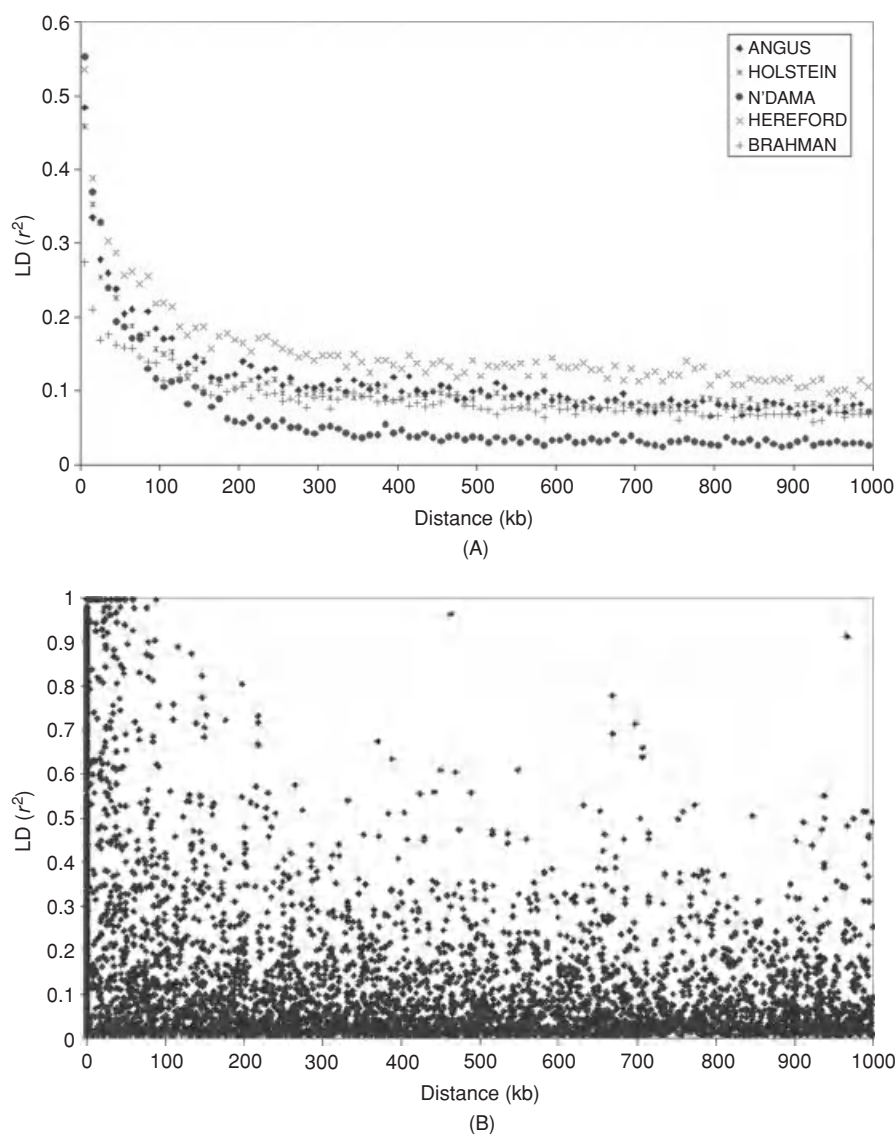 0.6
0.5
0.4
0.3
0.2
0.1
0
LD (r²)
ANGUS
HOLSTEIN
N'DAMA
HEREFORD
BRAHMAN
0 100 200 300 400 500 600 700 800 900 1000
Distance (kb)
(A)
1
0.9
0.8
0.7
0.6
0.5
0.4
0.3
0.2
0.1
0
LD (r²)
0 100 200 300 400 500 600 700 800 900 1000
Distance (kb)
(B)